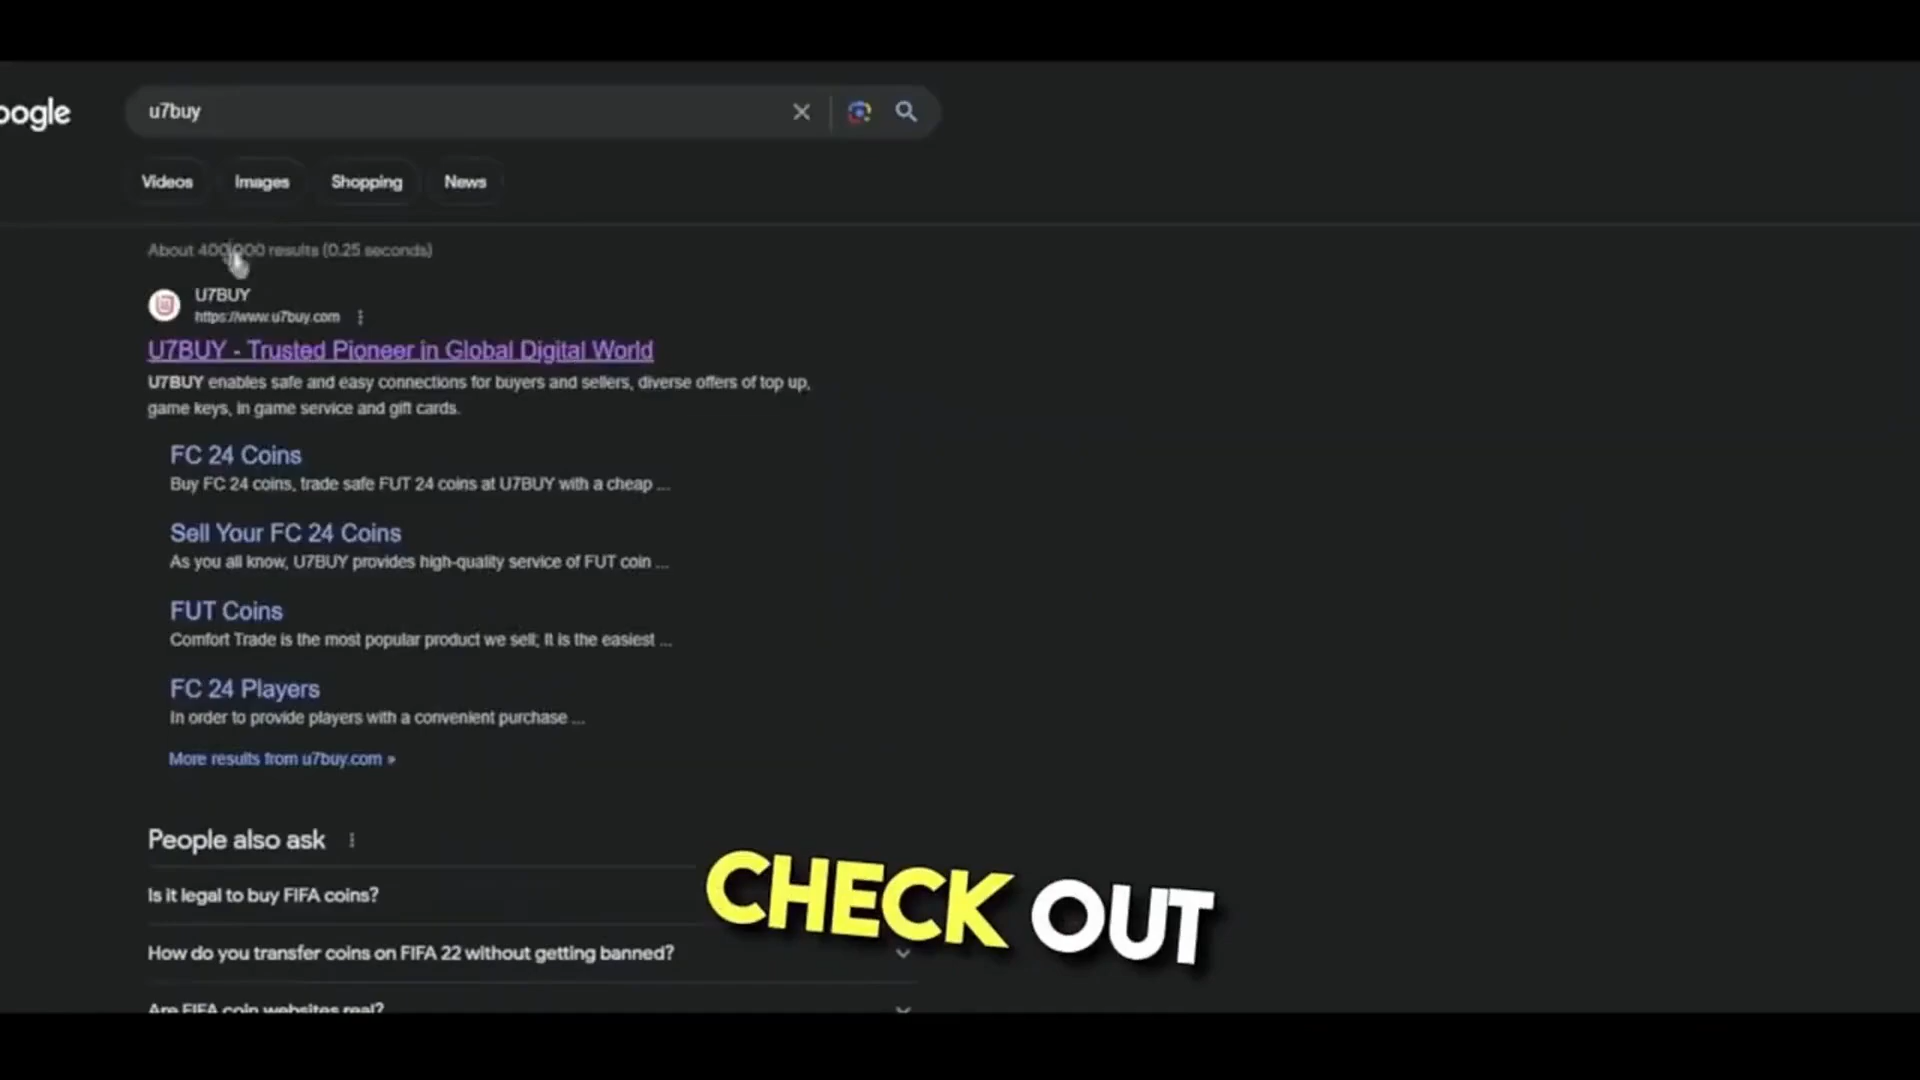 oogle
u7buy
Videos Images Shopping News
About 400,000 results (0.25 seconds)
U7BUY
https://www.u7buy.com
U7BUY - Trusted Pioneer in Global Digital World
U7BUY enables safe and easy connections for buyers and sellers, diverse offers of top up,
game keys, in game service and gift cards.
FC 24 Coins
Buy FC 24 coins, trade safe FUT 24 coins at U7BUY with a cheap ...
Sell Your FC 24 Coins
As you all know, U7BUY provides high-quality service of FUT coin ...
FUT Coins
Comfort Trade is the most popular product we sell; It is the easiest ...
FC 24 Players
In order to provide players with a convenient purchase ...
More results from u7buy.com »
People also ask
Is it legal to buy FIFA coins?
How do you transfer coins on FIFA 22 without getting banned?
Are FIFA coin websites real?
CHECK OUT